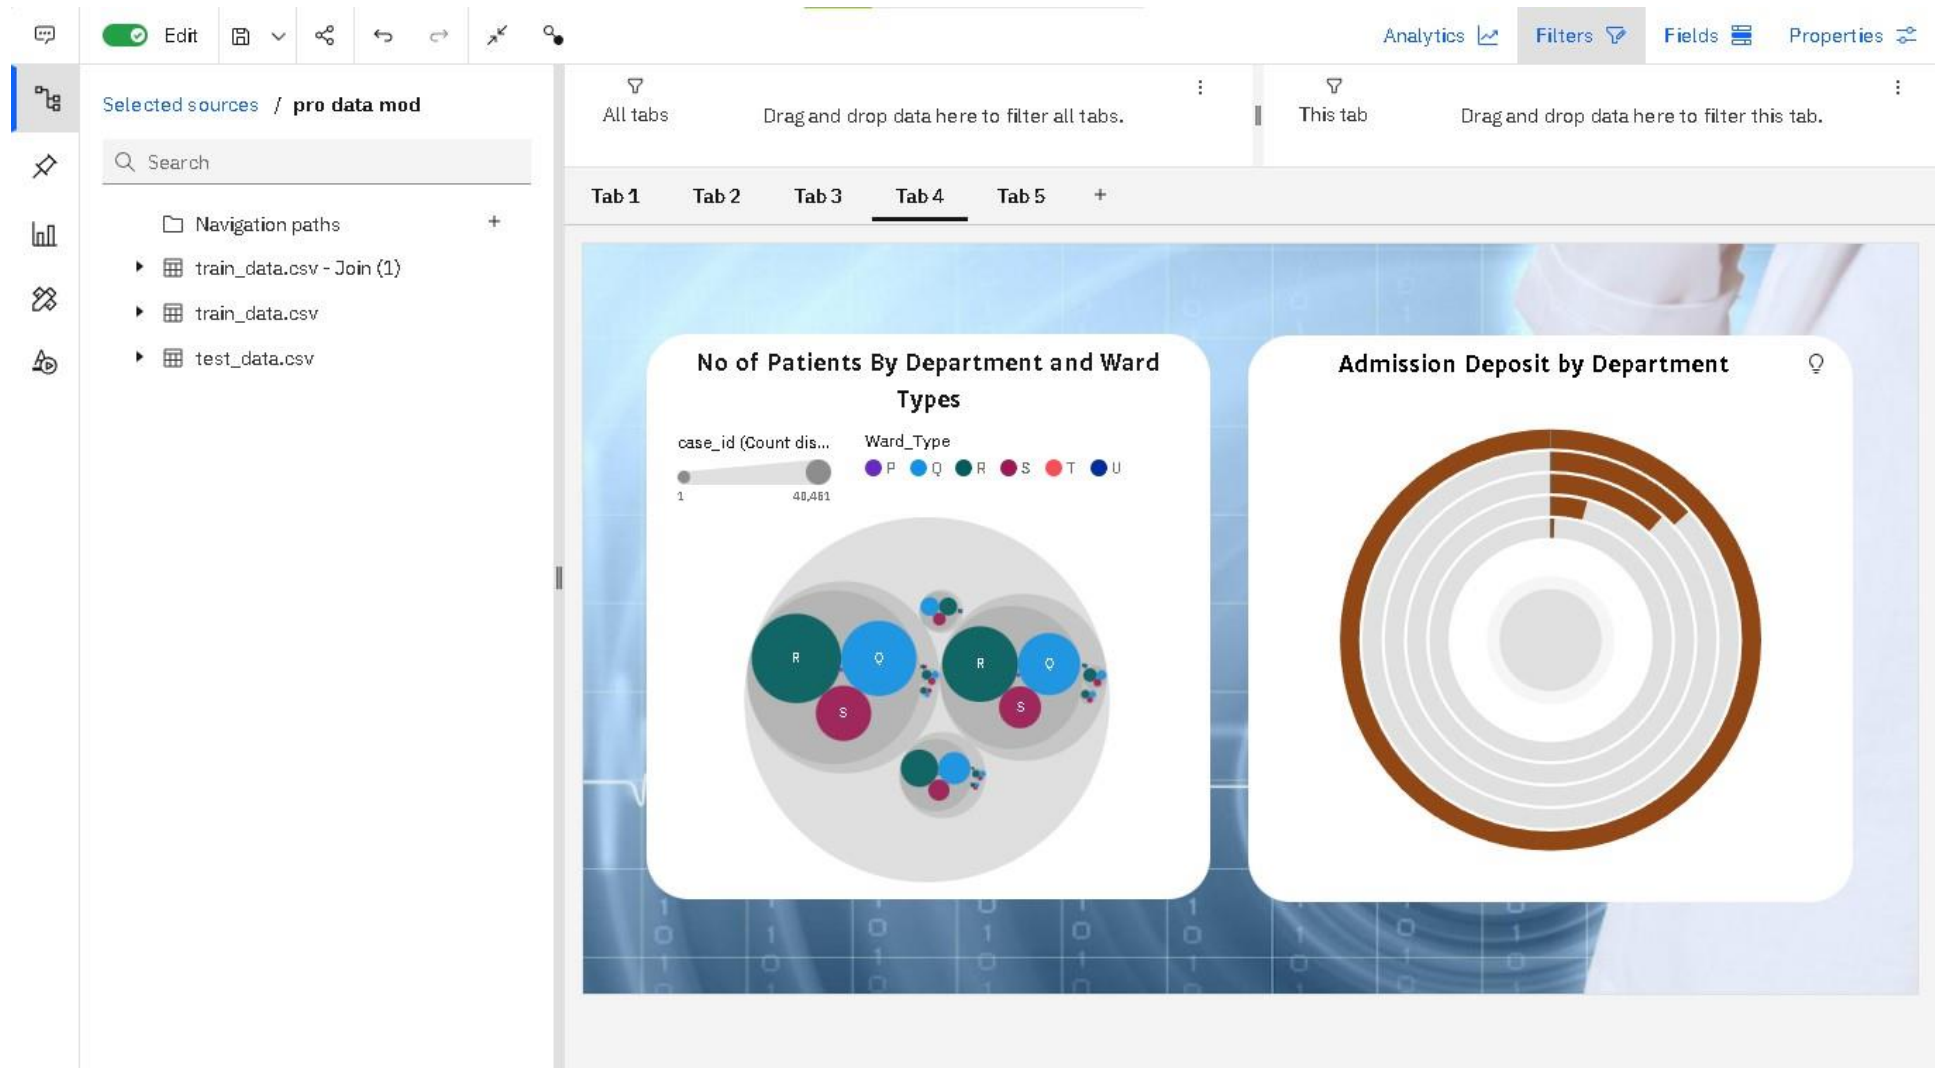 Edit
Analytics
Filters
Fields
Properties
Selected sources / pro data mod
Search
Navigation paths
train_data.csv - Join (1)
train_data.csv
test_data.csv
All tabs
Drag and drop data here to filter all tabs.
This tab
Drag and drop data here to filter this tab.
Tab 1
Tab 2
Tab 3
Tab 4
Tab 5
No of Patients By Department and Ward
Types
case_id (Count dis...
1
Ward_Type
P Q R S T U
R
Q
S
R
Q
S
Admission Deposit by Department